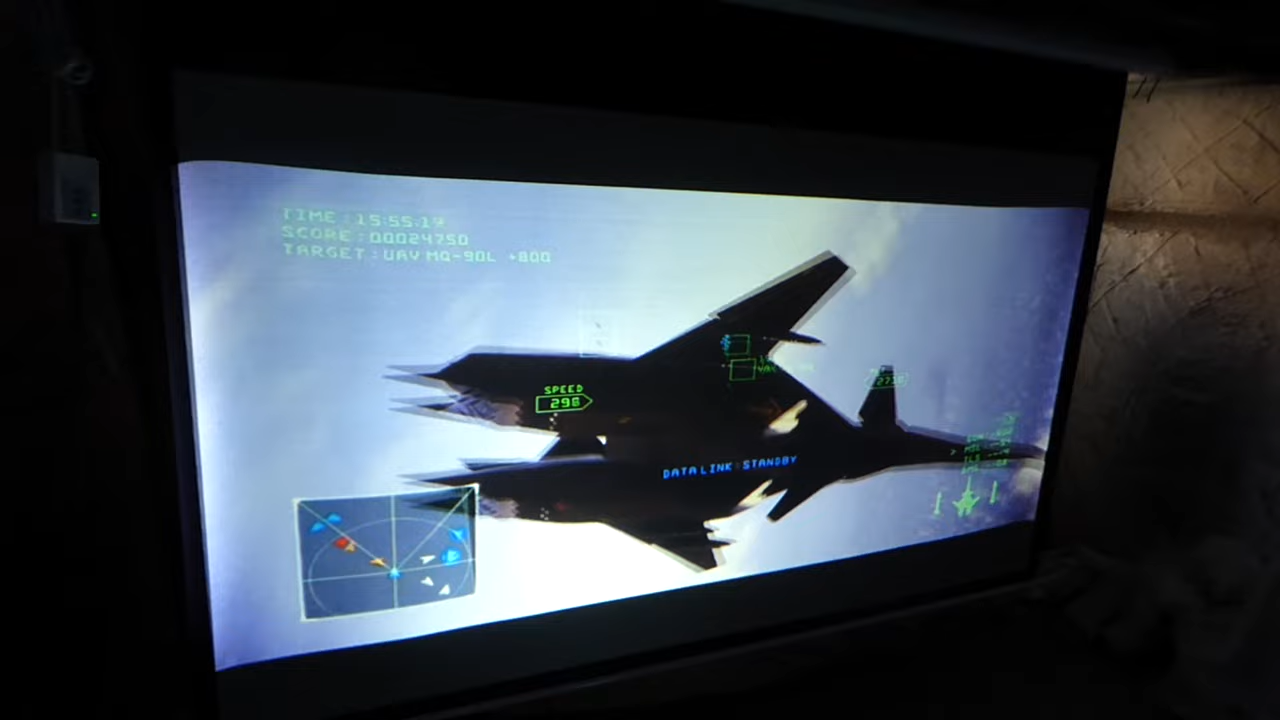 TIME : 15:55:19
SCORE : 00024750
TARGET : UAV MQ-90L +800
SPEED
298
DATA LINK : STANDBY